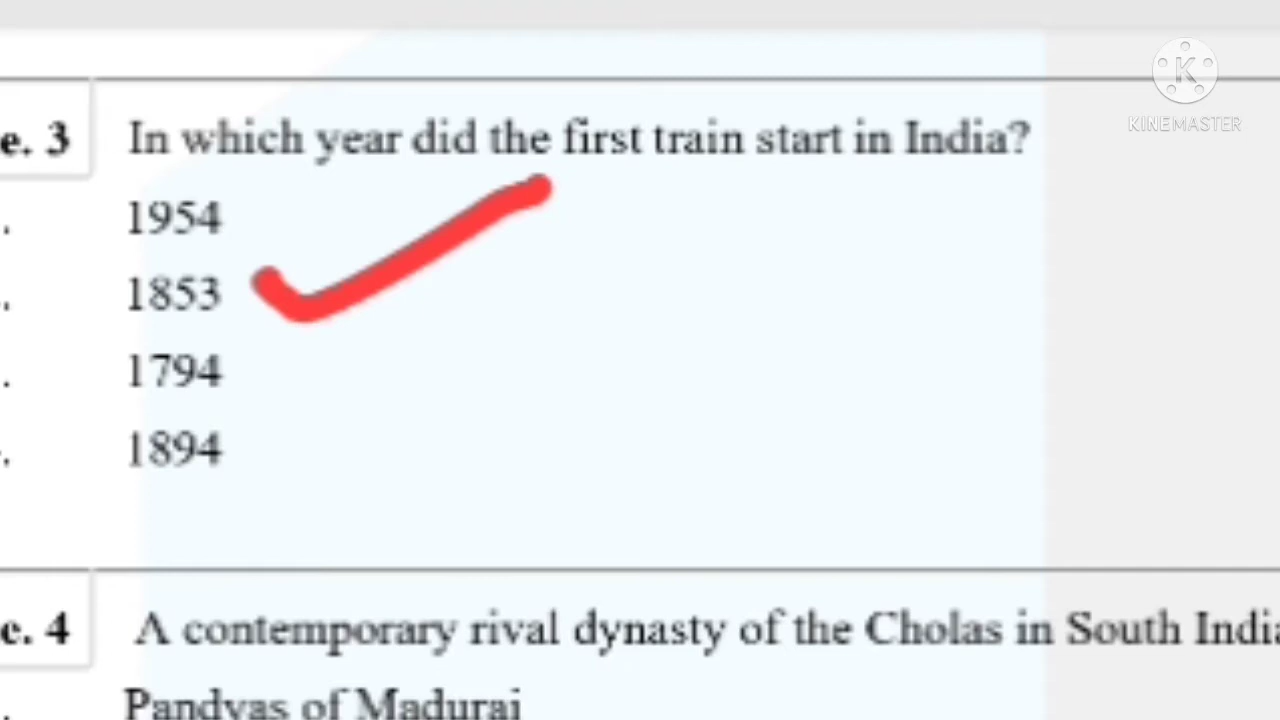 K
KINEMASTER
e. 3 In which year did the first train start in India?
. 1954
. 1853
. 1794
. 1894
e. 4 A contemporary rival dynasty of the Cholas in South India
. Pandyas of Madurai